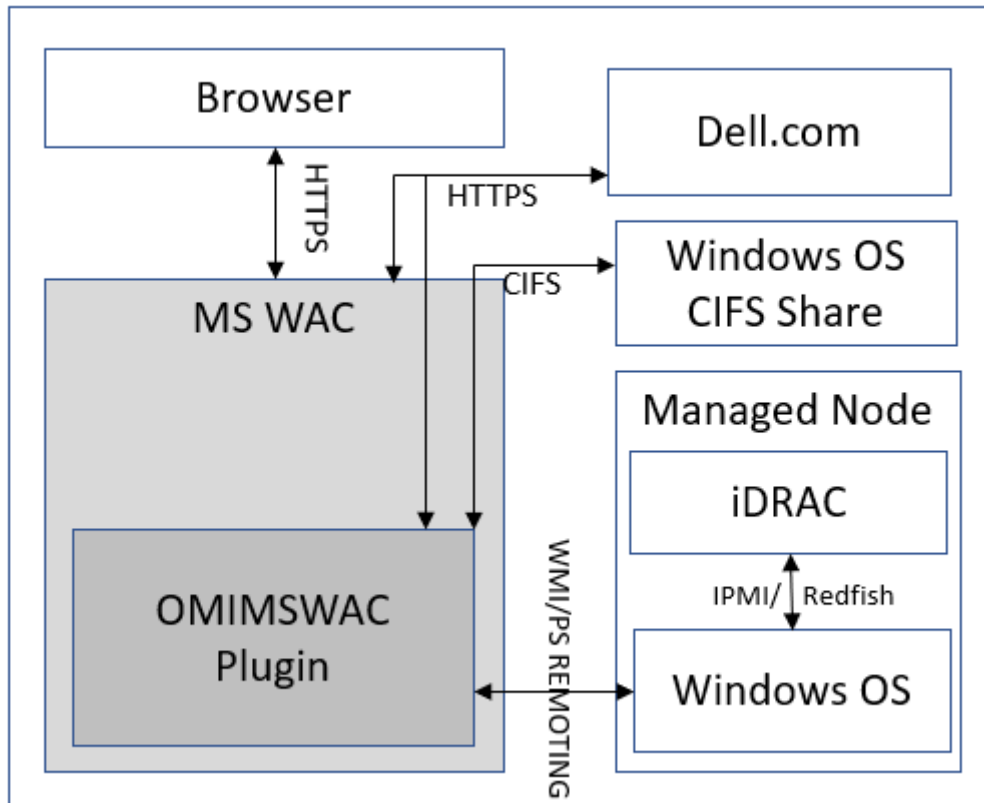 Browser
Dell.com
HTTPS
HTTPS
Windows OS
CIFS Share
CIFS
MS WAC
Managed Node
iDRAC
IPMI/ Redfish
OMIMSWAC
Plugin
WMI/PS REMOTING
Windows OS